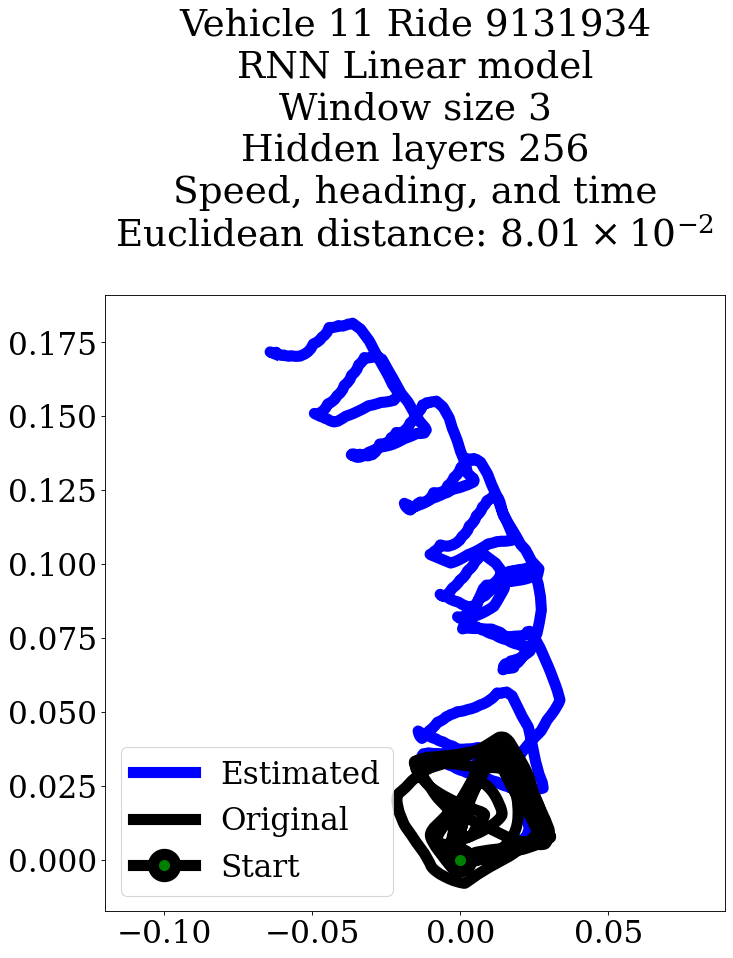 Vehicle 11 Ride 9131934
RNN Linear model
Window size 3
Hidden layers 256
Speed, heading, and time
Euclidean distance: 8.01 × 10⁻²
0.175
0.150
0.125
0.100
0.075
0.050
0.025
0.000
Estimated
Original
Start
−0.10
−0.05
0.00
0.05